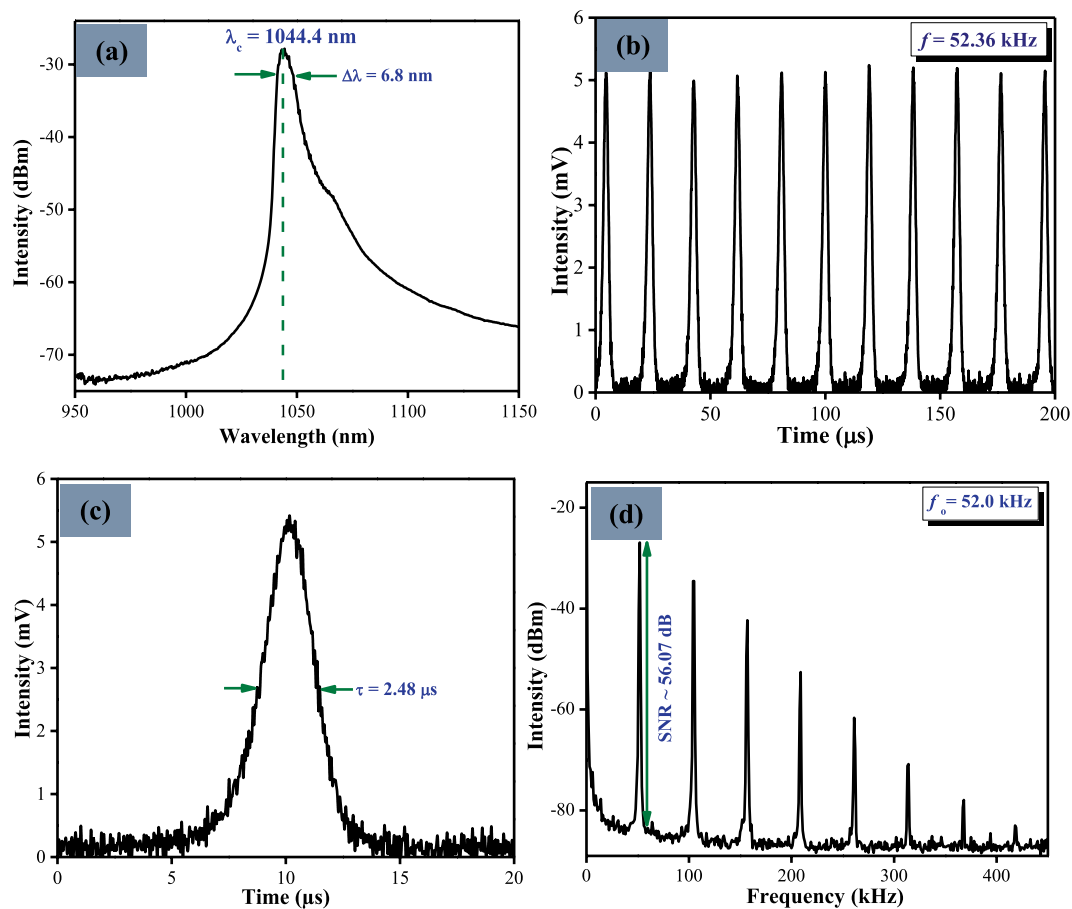 (a)
λc = 1044.4 nm
Δλ = 6.8 nm
-30
-40
-50
-60
-70
Intensity (dBm)
950
1000
1050
1100
1150
Wavelength (nm)
(b)
f = 52.36 kHz
6
5
4
3
2
1
0
Intensity (mV)
0
50
100
150
200
Time (μs)
(c)
τ = 2.48 μs
6
5
4
3
2
1
0
Intensity (mV)
0
5
10
15
20
Time (μs)
(d)
fo = 52.0 kHz
SNR ~ 56.07 dB
-20
-40
-60
-80
Intensity (dBm)
0
100
200
300
400
Frequency (kHz)